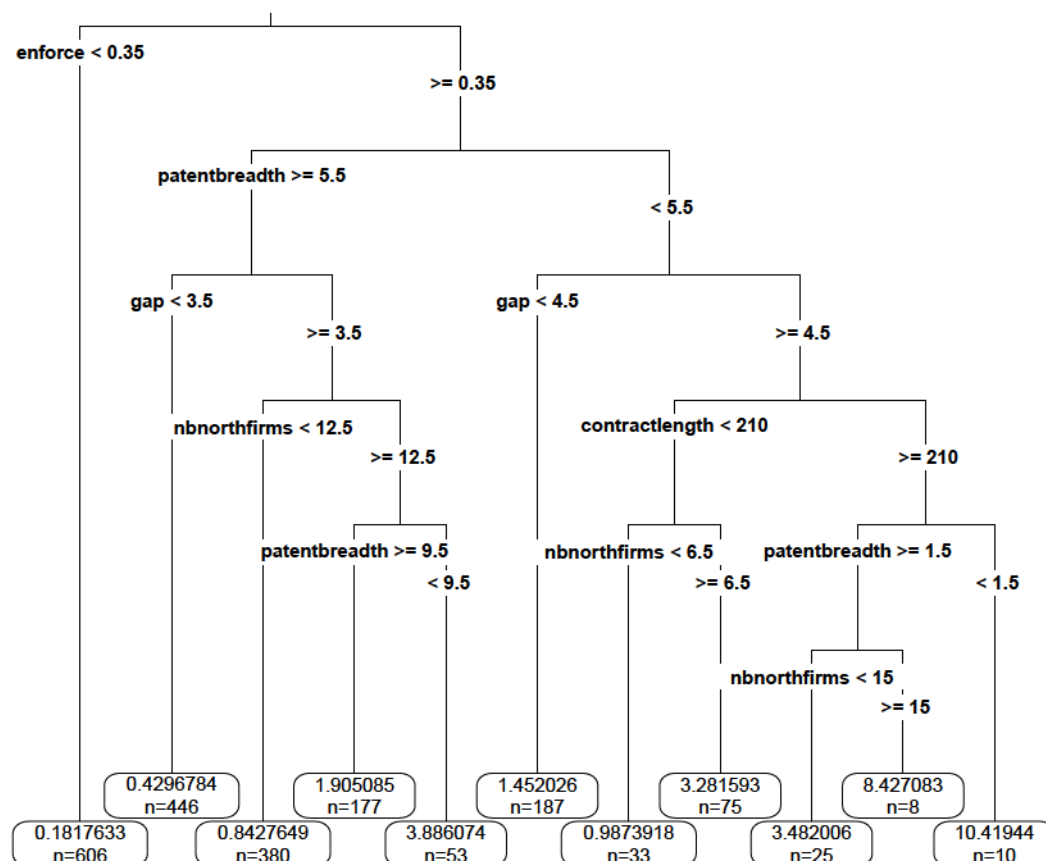 enforce < 0.35
>= 0.35
patentbreadth >= 5.5
< 5.5
gap < 3.5
gap < 4.5
>= 3.5
>= 4.5
nbnorthfirms < 12.5
contractlength < 210
>= 12.5
>= 210
patentbreadth >= 9.5
nbnorthfirms < 6.5
patentbreadth >= 1.5
< 9.5
>= 6.5
< 1.5
nbnorthfirms < 15
>= 15
0.4296784
n=446
1.905085
n=177
1.452026
n=187
3.281593
n=75
8.427083
n=8
0.1817633
n=606
0.8427649
n=380
3.886074
n=53
0.9873918
n=33
3.482006
n=25
10.41944
n=10